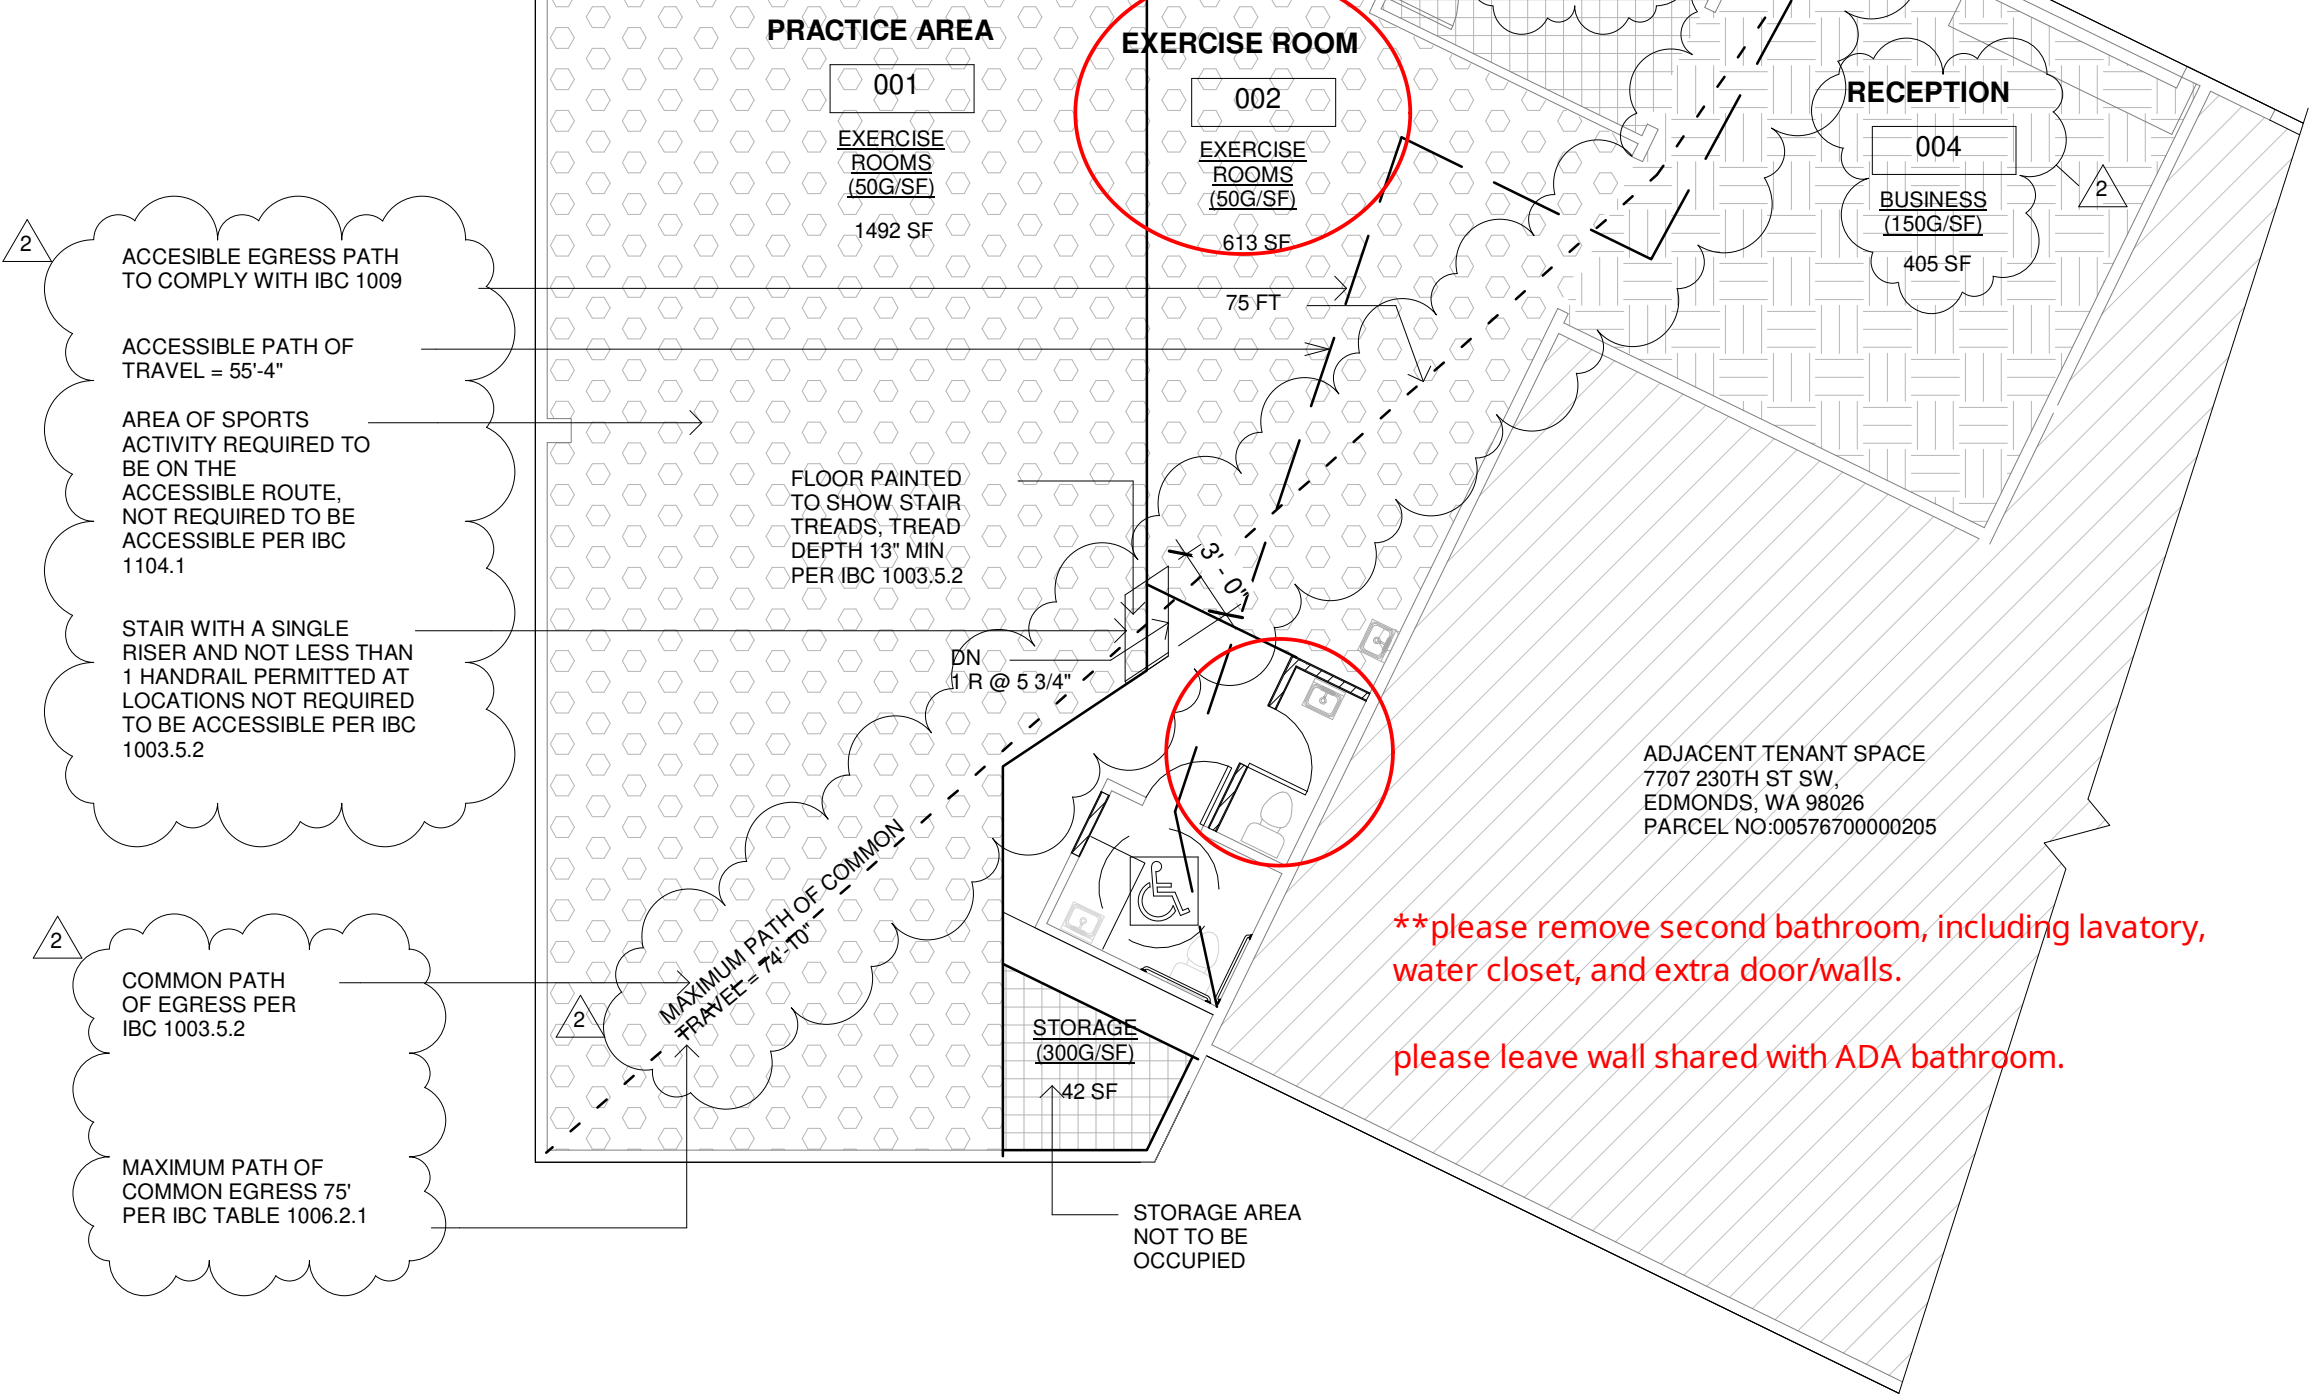 PRACTICE AREA
001
EXERCISE
ROOMS
(50G/SF)
1492 SF
EXERCISE ROOM
002
EXERCISE
ROOMS
(50G/SF)
613 SF
75 FT
RECEPTION
004
BUSINESS
(150G/SF)
405 SF
2
2
ACCESIBLE EGRESS PATH
TO COMPLY WITH IBC 1009
ACCESSIBLE PATH OF
TRAVEL = 55'-4"
AREA OF SPORTS
ACTIVITY REQUIRED TO
BE ON THE
ACCESSIBLE ROUTE,
NOT REQUIRED TO BE
ACCESSIBLE PER IBC
1104.1
STAIR WITH A SINGLE
RISER AND NOT LESS THAN
1 HANDRAIL PERMITTED AT
LOCATIONS NOT REQUIRED
TO BE ACCESSIBLE PER IBC
1003.5.2
FLOOR PAINTED
TO SHOW STAIR
TREADS, TREAD
DEPTH 13" MIN
PER IBC 1003.5.2
3' - 0"
DN
1 R @ 5 3/4"
ADJACENT TENANT SPACE
7707 230TH ST SW,
EDMONDS, WA 98026
PARCEL NO:00576700000205
MAXIMUM PATH OF COMMON
TRAVEL = 74'-10"
**please remove second bathroom, including lavatory,
water closet, and extra door/walls.
please leave wall shared with ADA bathroom.
2
COMMON PATH
OF EGRESS PER
IBC 1003.5.2
2
MAXIMUM PATH OF
COMMON EGRESS 75'
PER IBC TABLE 1006.2.1
STORAGE
(300G/SF)
42 SF
STORAGE AREA
NOT TO BE
OCCUPIED